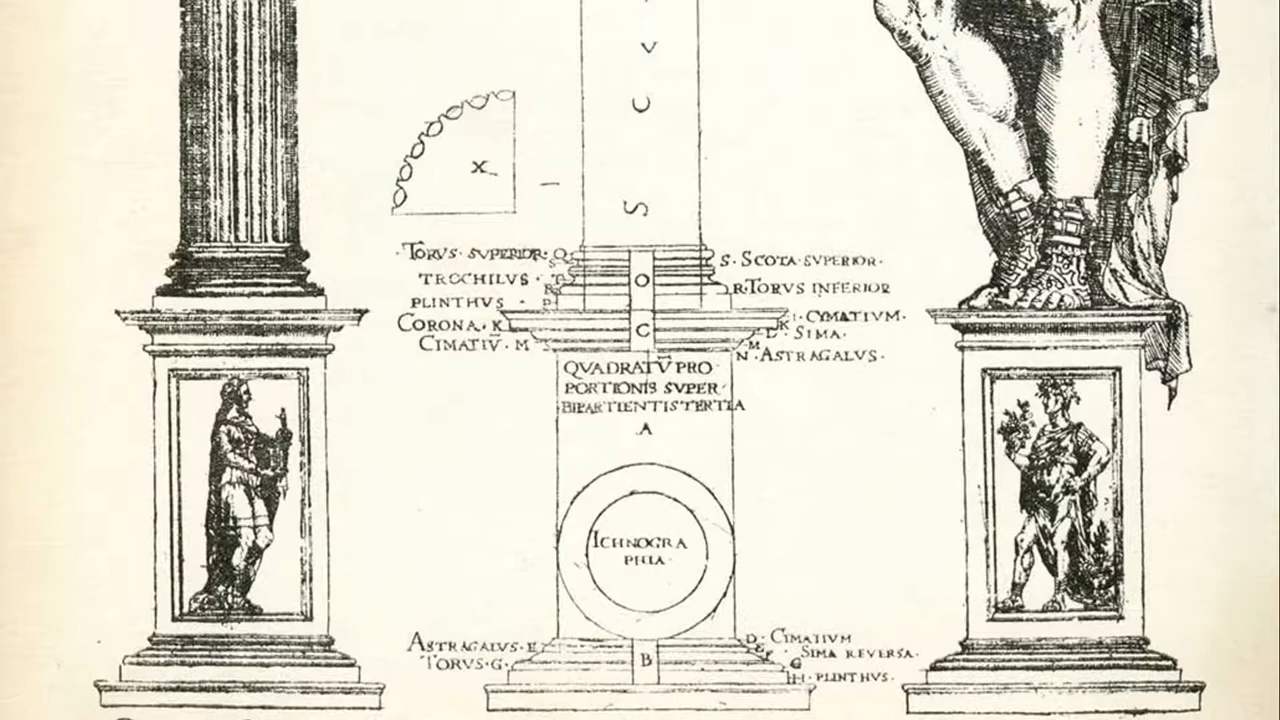 V
C
S
X
TORVS · SVPERIOR · Q
S · SCOTA · SVPERIOR ·
TROCHILVS · T
O
R · TORVS INFERIOR
PLINTHVS · P
CORONA · K
C
I · CYMATIVM ·
K
L · SIMA ·
CIMATIV̄ · M
M
N · ASTRAGALVS ·
QVADRATV̄ PRO
PORTIONIS SVPER
BIPARTIENTIS TERTIA
A
ICHNOGRA
PHIA ·
ASTRAGALVS · E
D · CIMATIVM
E
F · SIMA REVERSA ·
TORVS · G ·
B
G
H · PLINTHVS ·